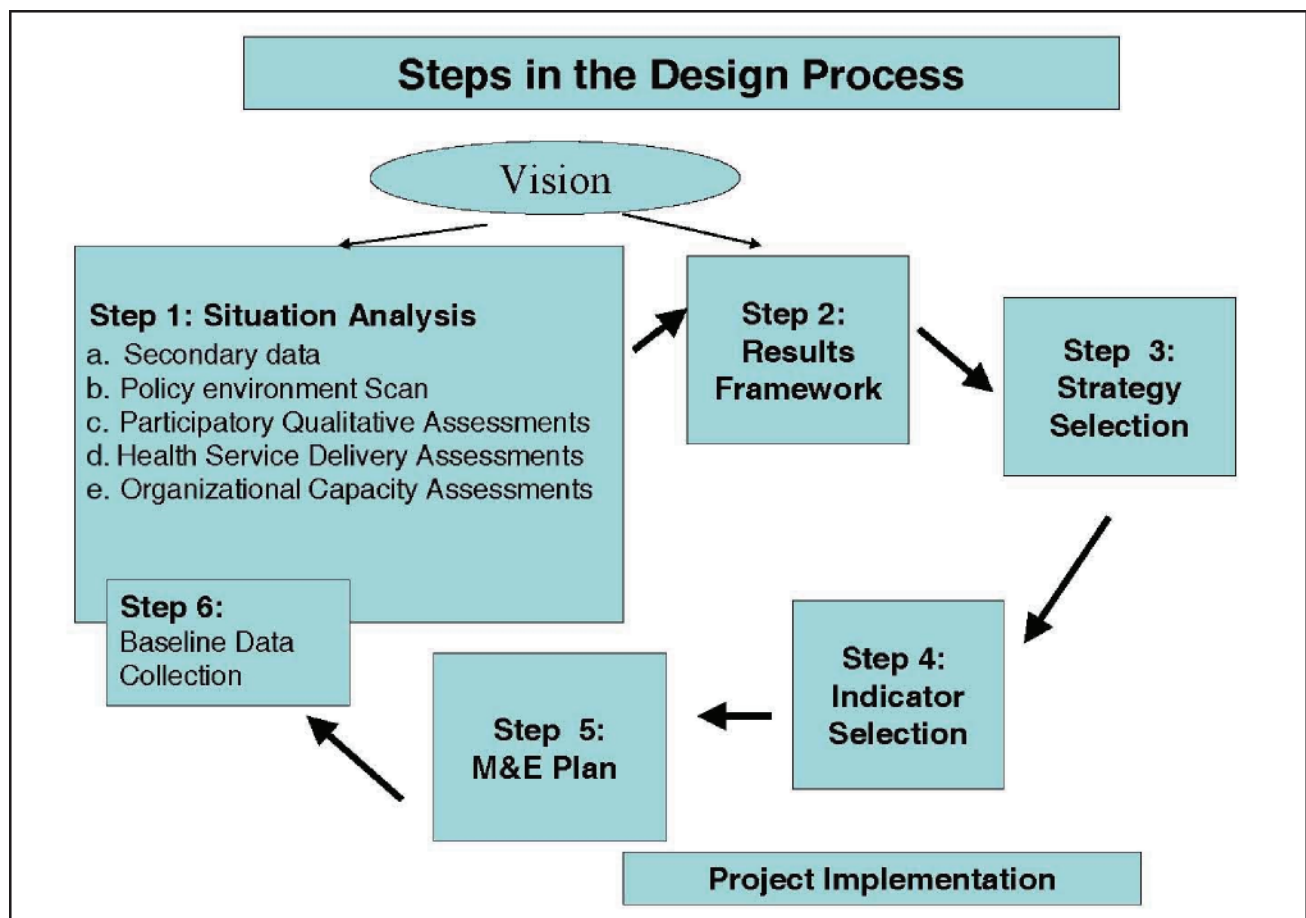 Steps in the Design Process
Vision
Step 1: Situation Analysis
a. Secondary data
b. Policy environment Scan
c. Participatory Qualitative Assessments
d. Health Service Delivery Assessments
e. Organizational Capacity Assessments
Step 2:
Results
Framework
Step 3:
Strategy
Selection
Step 4:
Indicator
Selection
Step 5:
M&E Plan
Step 6:
Baseline Data
Collection
Project Implementation